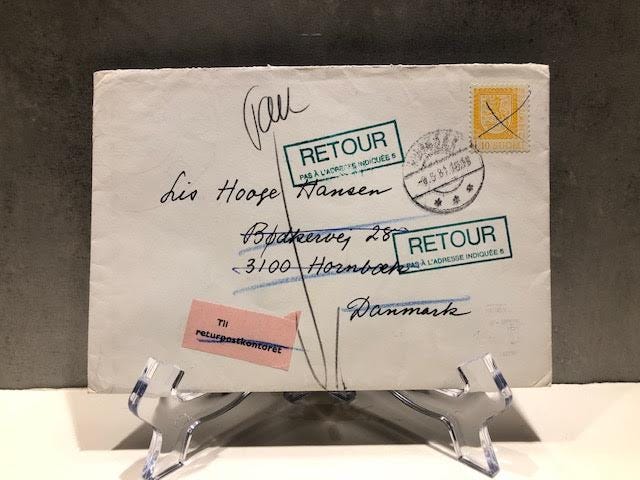 RETOUR
PAS À L'ADRESSE INDIQUÉE 5
Lis Hooge Hansen
Bødkervej 28
3100 Hornbæk
RETOUR
PAS À L'ADRESSE INDIQUÉE 5
Danmark
Til
returpostkontoret